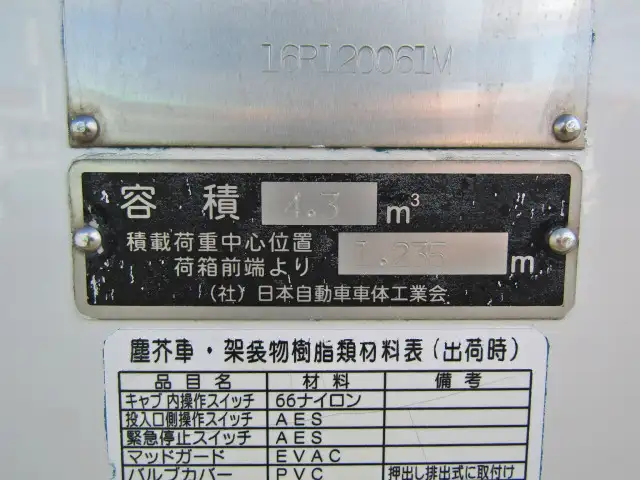 16P120061M
容積 4.3 m³
積載荷重中心位置
荷箱前端より 1.235 m
(社)日本自動車車体工業会
塵芥車・架装物樹脂類材料表(出荷時)
品目名 材料 備考
キャブ内操作スイッチ 66ナイロン
投入口側操作スイッチ AES
緊急停止スイッチ AES
マッドガード EVAC
バルブカバー PVC 押出し排出式に取付け